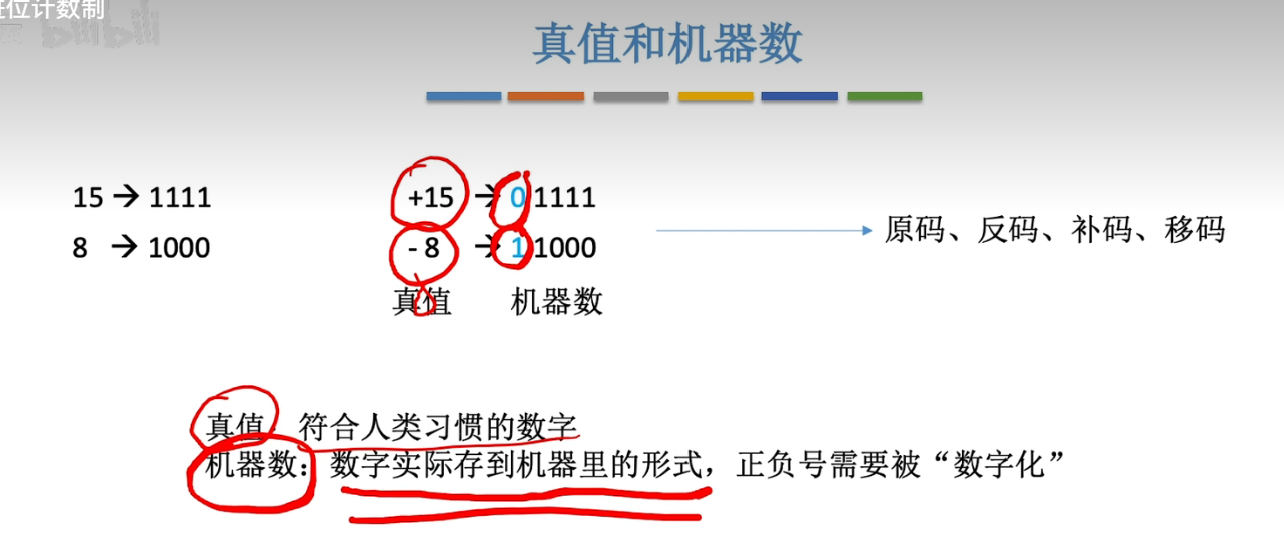 位计数制
bilibili
真值和机器数
15 → 1111
+15 → 0 1111
8 → 1000
- 8 → 1 1000
原码、反码、补码、移码
真值 机器数
真值：符合人类习惯的数字
机器数：数字实际存到机器里的形式，正负号需要被“数字化”